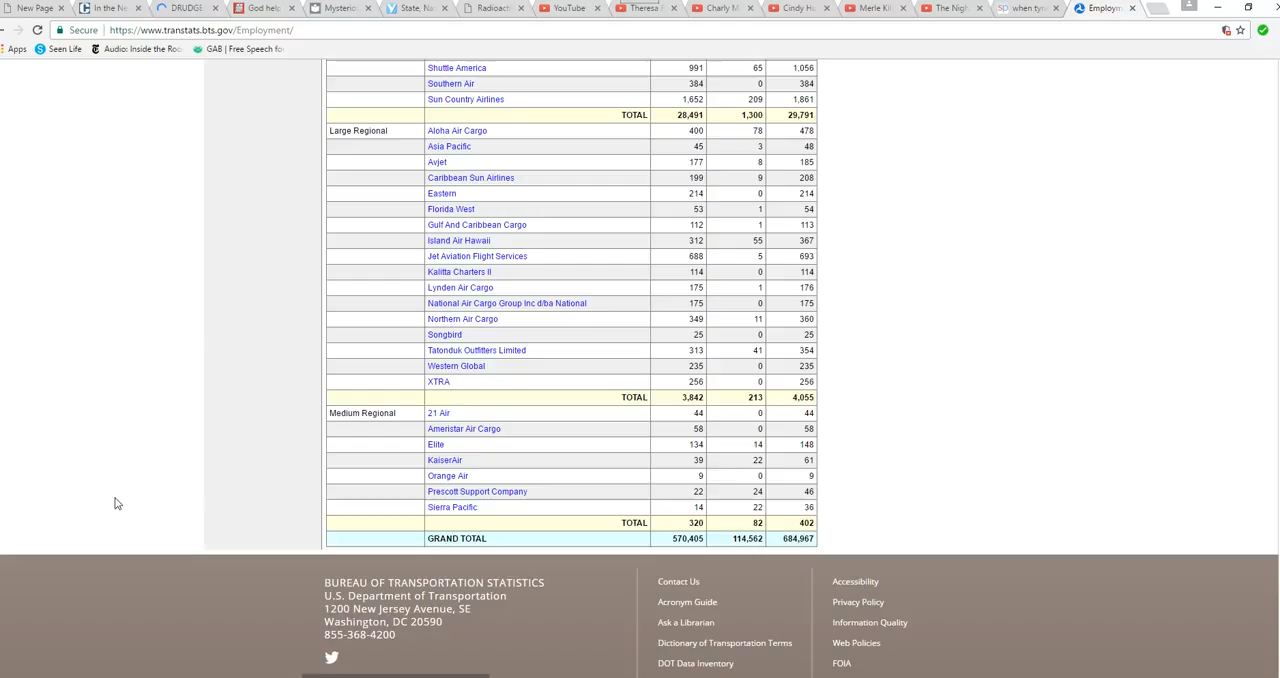 New Page
In the Ne
DRUDGE
God help
Mysterio
State, Na
Radioacti
YouTube
Theresa
Charly M
Cindy Hu
Merle Kil
The Nigh
when tyr
Employm
Secure https://www.transtats.bts.gov/Employment/
Apps Seen Life Audio: Inside the Roo GAB | Free Speech fo
Shuttle America 991 65 1,056
Southern Air 384 0 384
Sun Country Airlines 1,652 209 1,861
TOTAL 28,491 1,300 29,791
Large Regional Aloha Air Cargo 400 78 478
Asia Pacific 45 3 48
Avjet 177 8 185
Caribbean Sun Airlines 199 9 208
Eastern 214 0 214
Florida West 53 1 54
Gulf And Caribbean Cargo 112 1 113
Island Air Hawaii 312 55 367
Jet Aviation Flight Services 688 5 693
Kalitta Charters II 114 0 114
Lynden Air Cargo 175 1 176
National Air Cargo Group Inc d/ba National 175 0 175
Northern Air Cargo 349 11 360
Songbird 25 0 25
Tatonduk Outfitters Limited 313 41 354
Western Global 235 0 235
XTRA 256 0 256
TOTAL 3,842 213 4,055
Medium Regional 21 Air 44 0 44
Ameristar Air Cargo 58 0 58
Elite 134 14 148
KaiserAir 39 22 61
Orange Air 9 0 9
Prescott Support Company 22 24 46
Sierra Pacific 14 22 36
TOTAL 320 82 402
GRAND TOTAL 570,405 114,562 684,967
BUREAU OF TRANSPORTATION STATISTICS
U.S. Department of Transportation
1200 New Jersey Avenue, SE
Washington, DC 20590
855-368-4200
Contact Us
Acronym Guide
Ask a Librarian
Dictionary of Transportation Terms
DOT Data Inventory
Accessibility
Privacy Policy
Information Quality
Web Policies
FOIA